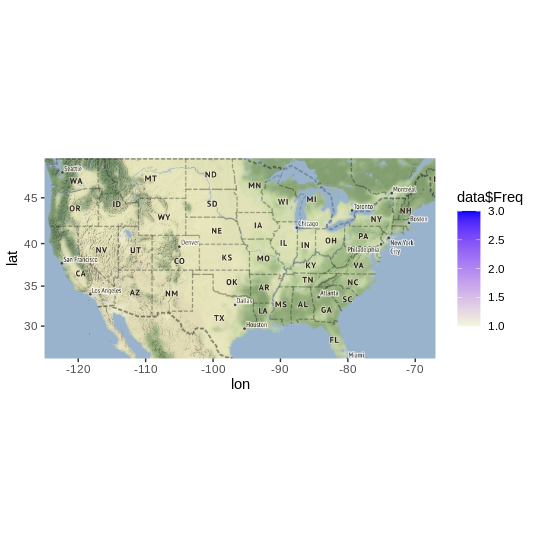 Seattle
WA
MT
ND
MN
Montréal
OR
ID
SD
WI
MI
Toronto
NH
WY
NY
Boston
IA
Chicago
NE
PA
NV
UT
Denver
IL
IN
OH
Philadelphia
New York
City
San Francisco
CO
KS
MO
KY
VA
CA
OK
TN
NC
Los Angeles
AZ
NM
AR
Atlanta
SC
Dallas
MS
AL
GA
TX
LA
Houston
FL
Miami
45
40
35
30
lat
-120
-110
-100
-90
-80
-70
lon
data$Freq
3.0
2.5
2.0
1.5
1.0